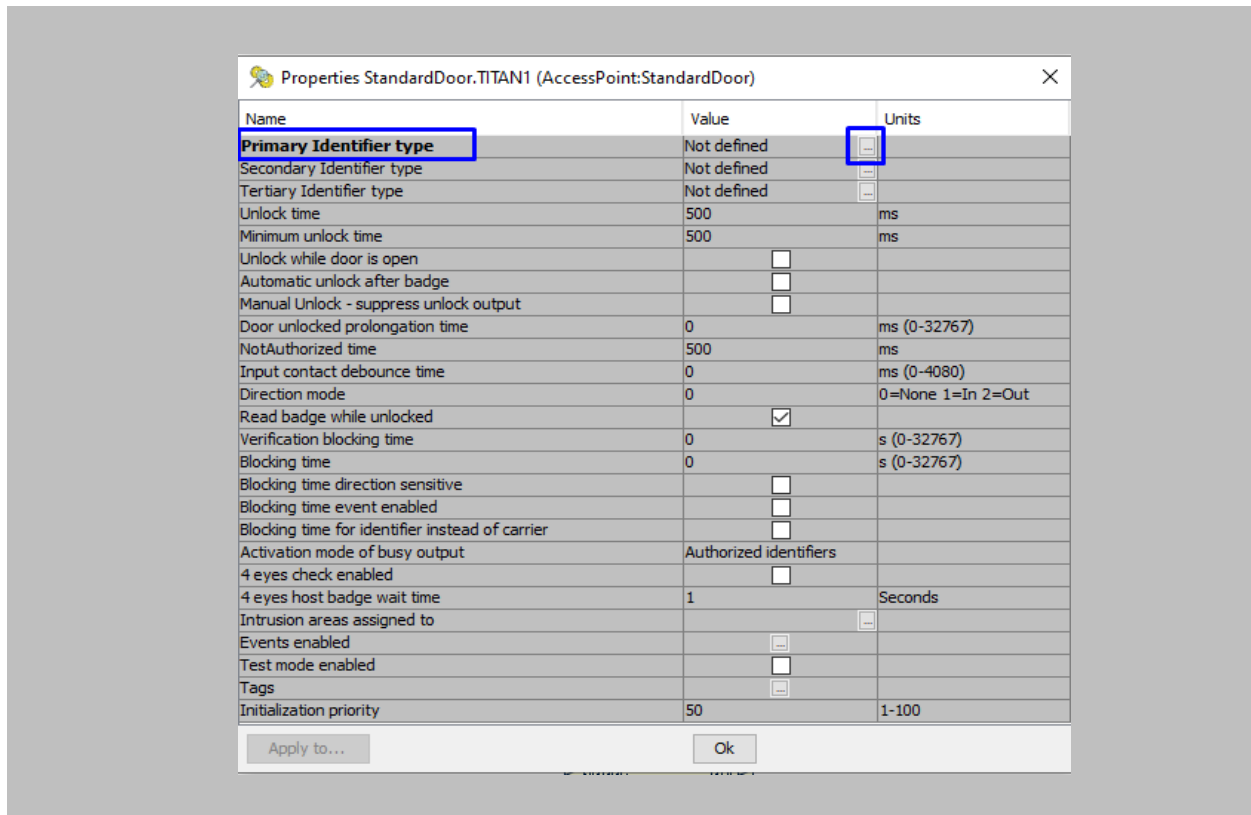 Properties StandardDoor.TITAN1 (AccessPoint:StandardDoor)
Name Value Units
Primary Identifier type Not defined ...
Secondary Identifier type Not defined ...
Tertiary Identifier type Not defined ...
Unlock time 500 ms
Minimum unlock time 500 ms
Unlock while door is open
Automatic unlock after badge
Manual Unlock - suppress unlock output
Door unlocked prolongation time 0 ms (0-32767)
NotAuthorized time 500 ms
Input contact debounce time 0 ms (0-4080)
Direction mode 0 0=None 1=In 2=Out
Read badge while unlocked
Verification blocking time 0 s (0-32767)
Blocking time 0 s (0-32767)
Blocking time direction sensitive
Blocking time event enabled
Blocking time for identifier instead of carrier
Activation mode of busy output Authorized identifiers
4 eyes check enabled
4 eyes host badge wait time 1 Seconds
Intrusion areas assigned to ...
Events enabled ...
Test mode enabled
Tags ...
Initialization priority 50 1-100
Apply to... Ok